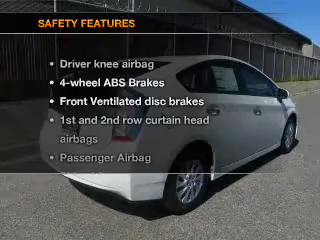 SAFETY FEATURES
• Driver knee airbag
• 4-wheel ABS Brakes
• Front Ventilated disc brakes
• 1st and 2nd row curtain head
airbags
• Passenger Airbag